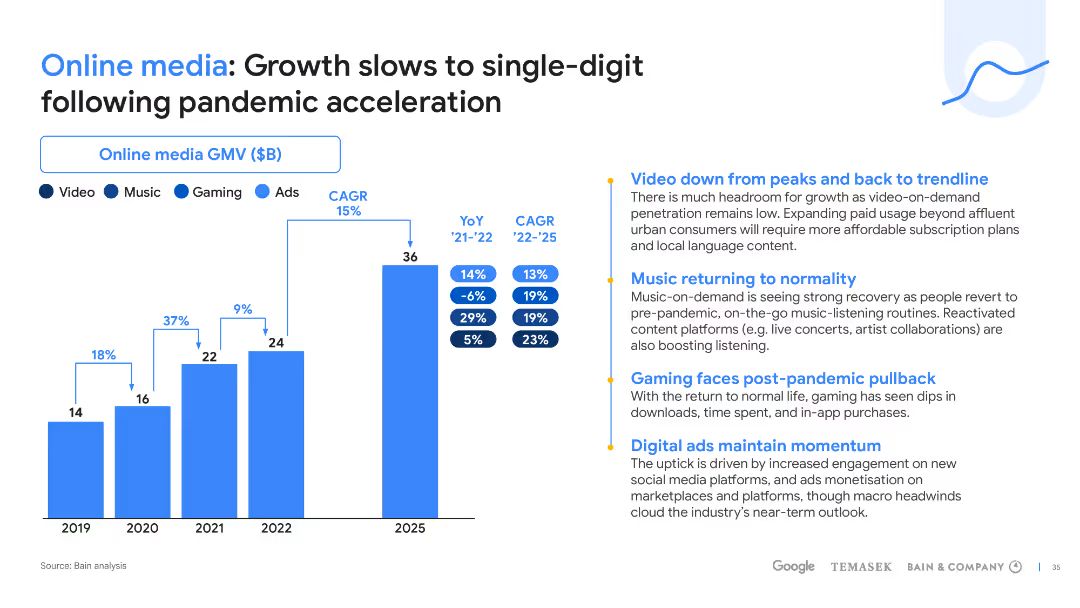 Online media: Growth slows to single-digit
following pandemic acceleration
Online media GMV ($B)
Video Music Gaming Ads
CAGR
15%
YoY
'21-'22
CAGR
'22-'25
14% 13%
-6% 19%
29% 19%
5% 23%
18%
37%
9%
14
16
22
24
36
2019 2020 2021 2022 2025
Video down from peaks and back to trendline
There is much headroom for growth as video-on-demand
penetration remains low. Expanding paid usage beyond affluent
urban consumers will require more affordable subscription plans
and local language content.
Music returning to normality
Music-on-demand is seeing strong recovery as people revert to
pre-pandemic, on-the-go music-listening routines. Reactivated
content platforms (e.g. live concerts, artist collaborations) are
also boosting listening.
Gaming faces post-pandemic pullback
With the return to normal life, gaming has seen dips in
downloads, time spent, and in-app purchases.
Digital ads maintain momentum
The uptick is driven by increased engagement on new
social media platforms, and ads monetisation on
marketplaces and platforms, though macro headwinds
cloud the industry's near-term outlook.
Source: Bain analysis
Google TEMASEK BAIN & COMPANY 35